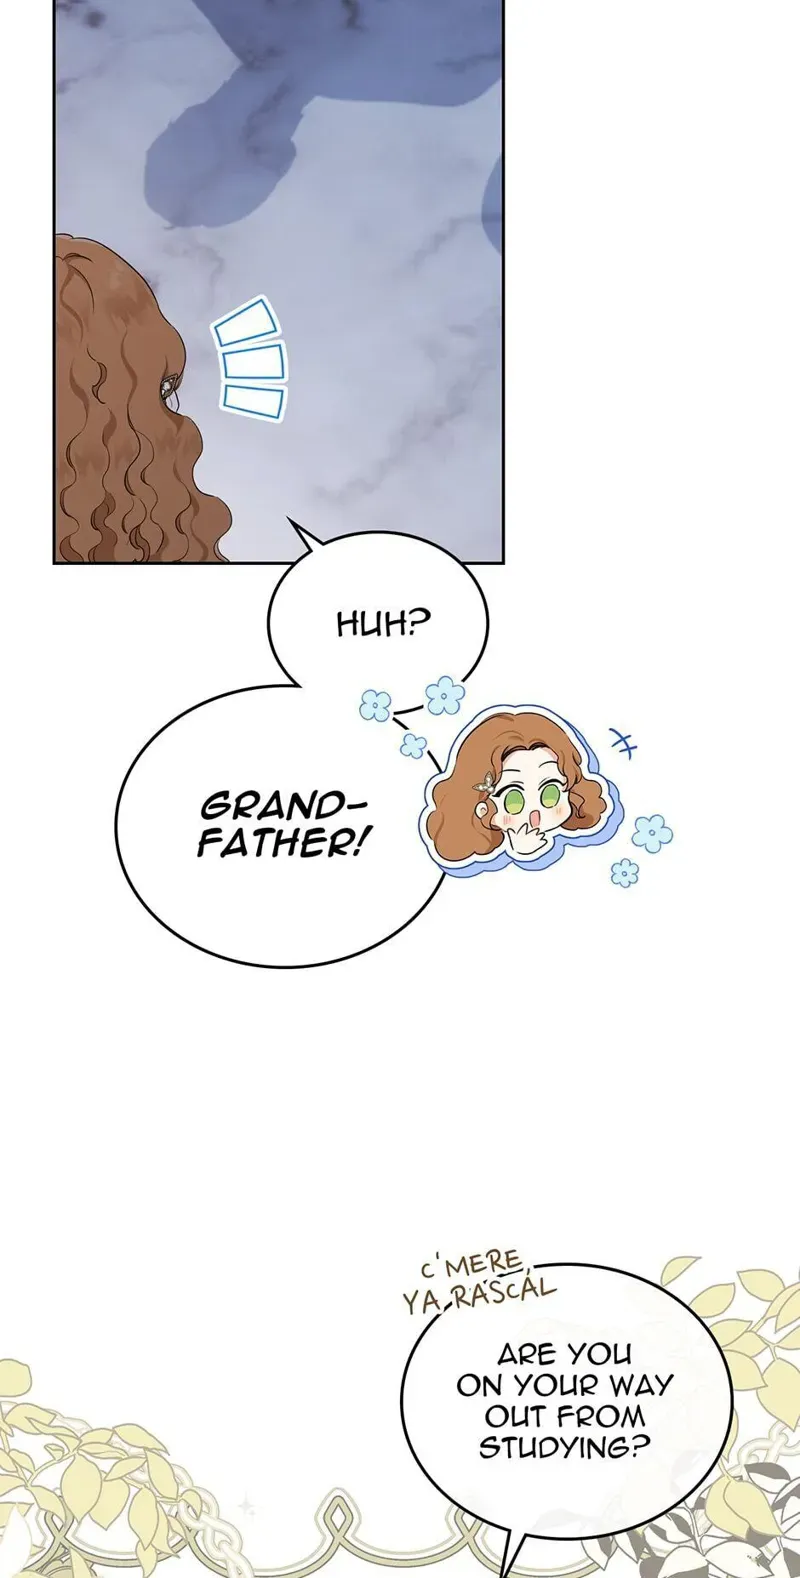 HUH?
GRAND-
FATHER!
C'MERE,
YA RASCAL
ARE YOU
ON YOUR WAY
OUT FROM
STUDYING?